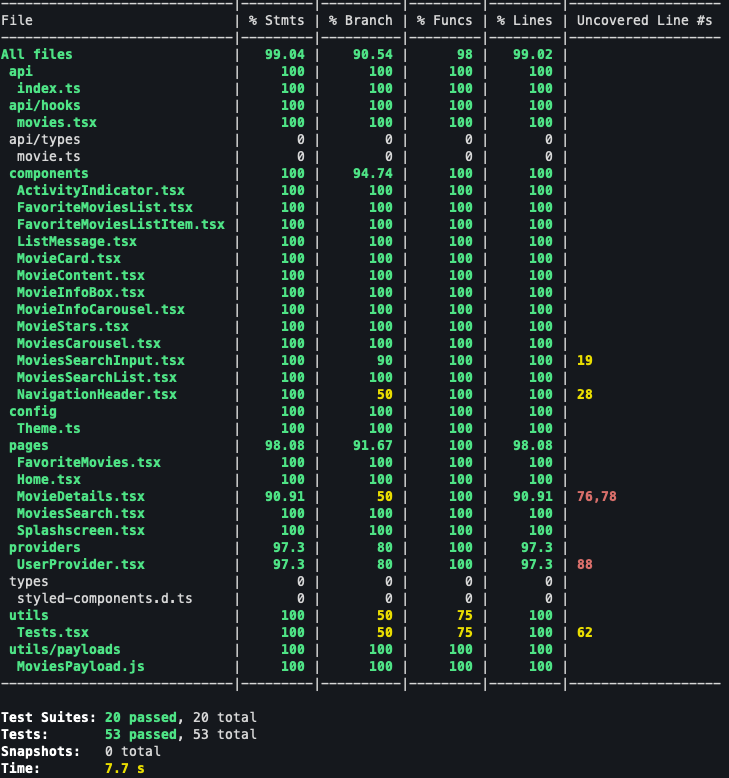 File | % Stmts | % Branch | % Funcs | % Lines | Uncovered Line #s
All files | 99.04 | 90.54 | 98 | 99.02 |
api | 100 | 100 | 100 | 100 |
index.ts | 100 | 100 | 100 | 100 |
api/hooks | 100 | 100 | 100 | 100 |
movies.tsx | 100 | 100 | 100 | 100 |
api/types | 0 | 0 | 0 | 0 |
movie.ts | 0 | 0 | 0 | 0 |
components | 100 | 94.74 | 100 | 100 |
ActivityIndicator.tsx | 100 | 100 | 100 | 100 |
FavoriteMoviesList.tsx | 100 | 100 | 100 | 100 |
FavoriteMoviesListItem.tsx | 100 | 100 | 100 | 100 |
ListMessage.tsx | 100 | 100 | 100 | 100 |
MovieCard.tsx | 100 | 100 | 100 | 100 |
MovieContent.tsx | 100 | 100 | 100 | 100 |
MovieInfoBox.tsx | 100 | 100 | 100 | 100 |
MovieInfoCarousel.tsx | 100 | 100 | 100 | 100 |
MovieStars.tsx | 100 | 100 | 100 | 100 |
MoviesCarousel.tsx | 100 | 100 | 100 | 100 |
MoviesSearchInput.tsx | 100 | 90 | 100 | 100 | 19
MoviesSearchList.tsx | 100 | 100 | 100 | 100 |
NavigationHeader.tsx | 100 | 50 | 100 | 100 | 28
config | 100 | 100 | 100 | 100 |
Theme.ts | 100 | 100 | 100 | 100 |
pages | 98.08 | 91.67 | 100 | 98.08 |
FavoriteMovies.tsx | 100 | 100 | 100 | 100 |
Home.tsx | 100 | 100 | 100 | 100 |
MovieDetails.tsx | 90.91 | 50 | 100 | 90.91 | 76,78
MoviesSearch.tsx | 100 | 100 | 100 | 100 |
Splashscreen.tsx | 100 | 100 | 100 | 100 |
providers | 97.3 | 80 | 100 | 97.3 |
UserProvider.tsx | 97.3 | 80 | 100 | 97.3 | 88
types | 0 | 0 | 0 | 0 |
styled-components.d.ts | 0 | 0 | 0 | 0 |
utils | 100 | 50 | 75 | 100 |
Tests.tsx | 100 | 50 | 75 | 100 | 62
utils/payloads | 100 | 100 | 100 | 100 |
MoviesPayload.js | 100 | 100 | 100 | 100 |
Test Suites: 20 passed, 20 total
Tests: 53 passed, 53 total
Snapshots: 0 total
Time: 7.7 s